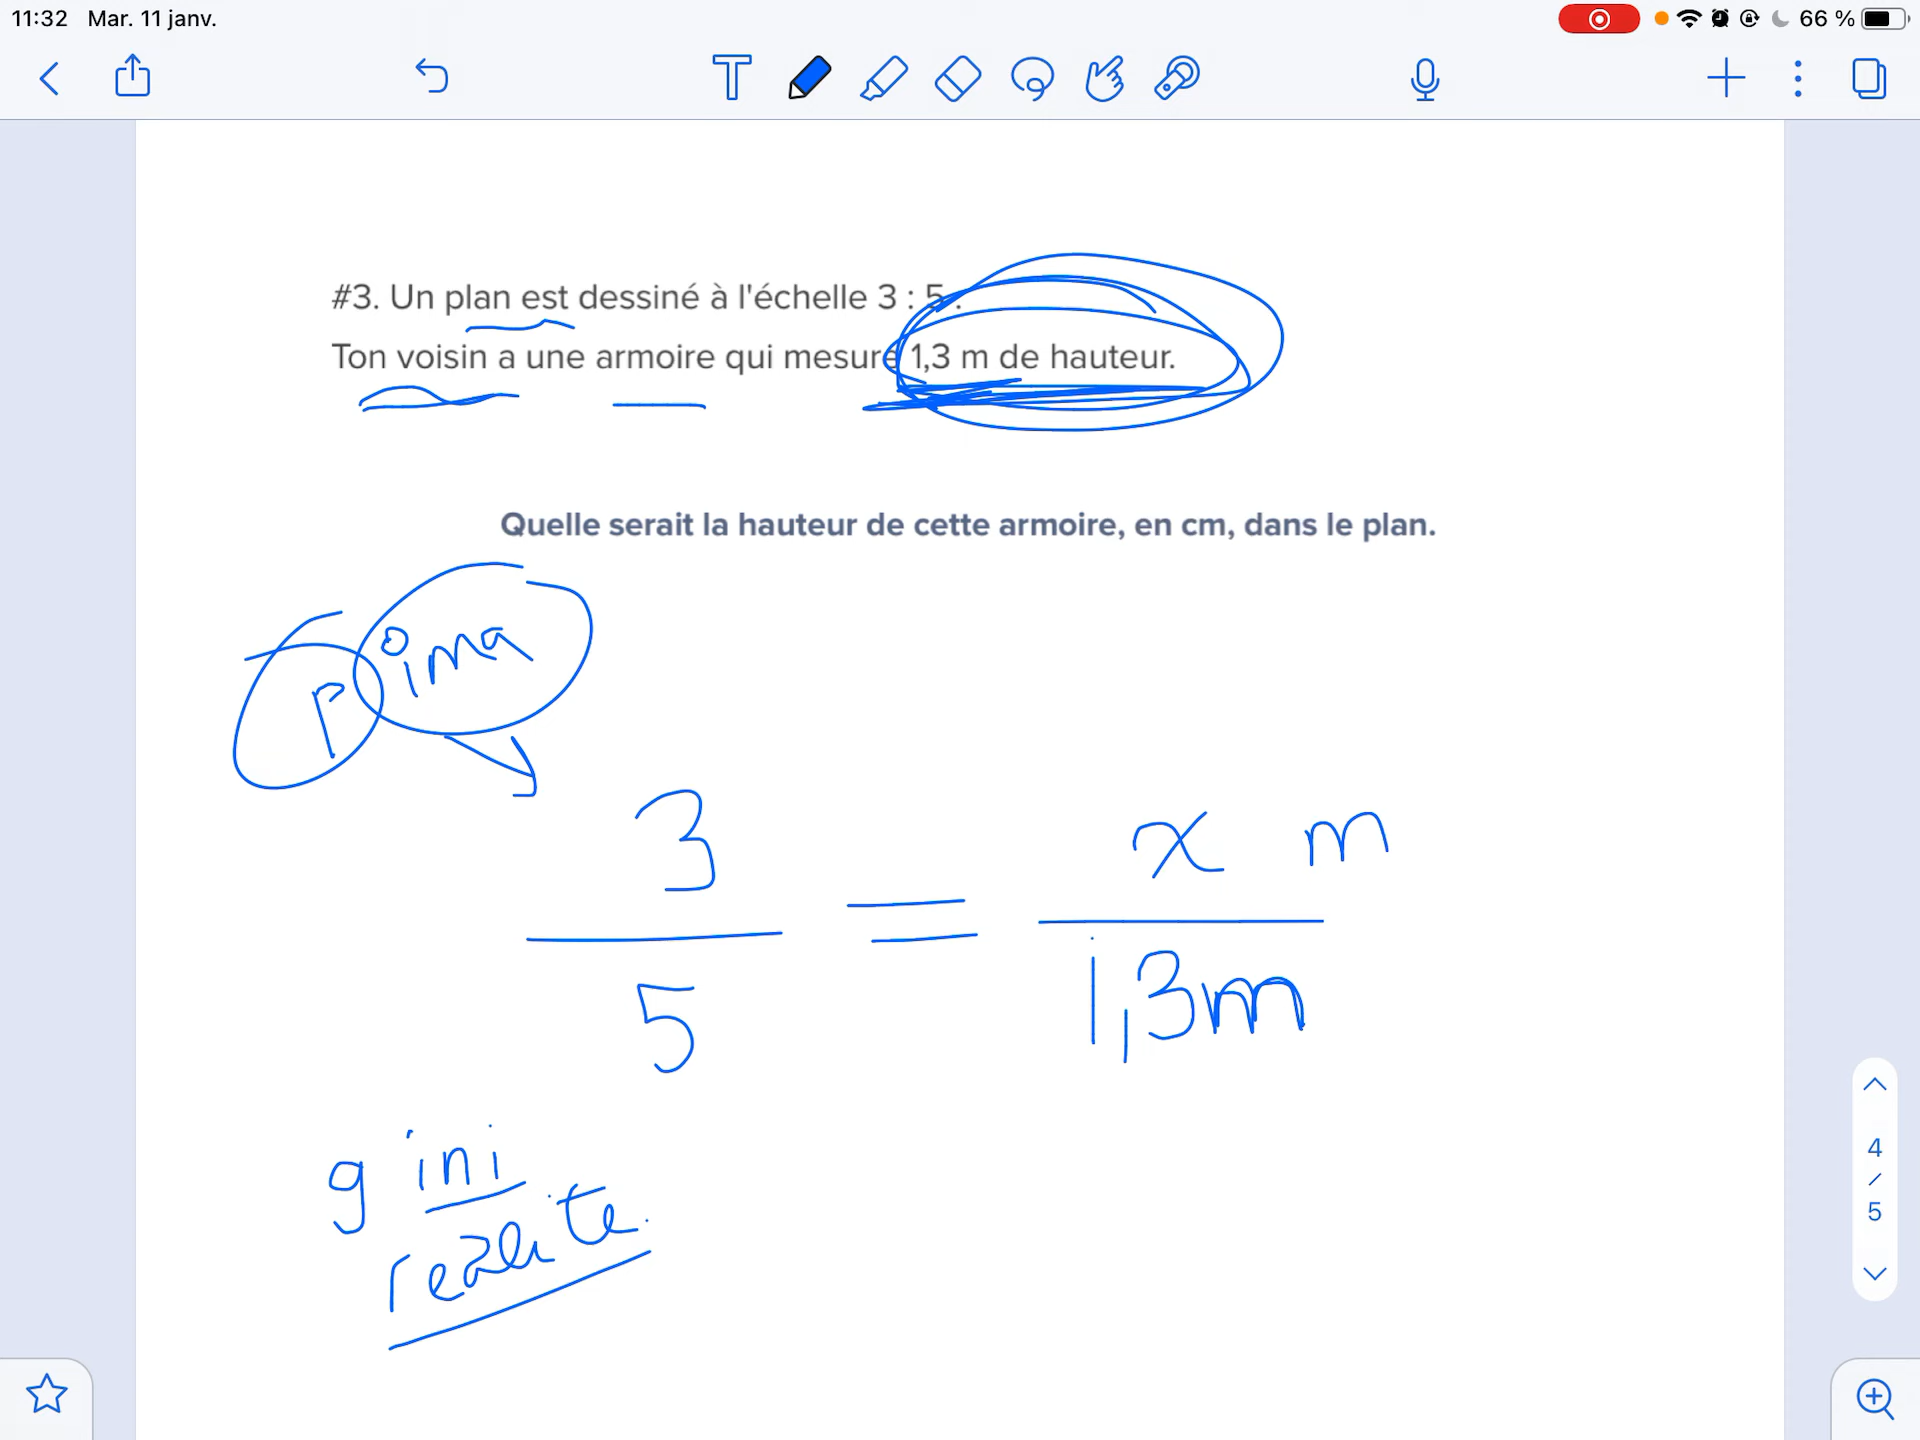 11:32 Mar. 11 janv. 66 %
#3. Un plan est dessiné à l'échelle 3 : 5 .
Ton voisin a une armoire qui mesure 1,3 m de hauteur.
Quelle serait la hauteur de cette armoire, en cm, dans le plan.
p ima
3 = x m
5 1,3m
g ini
realite
4
/
5